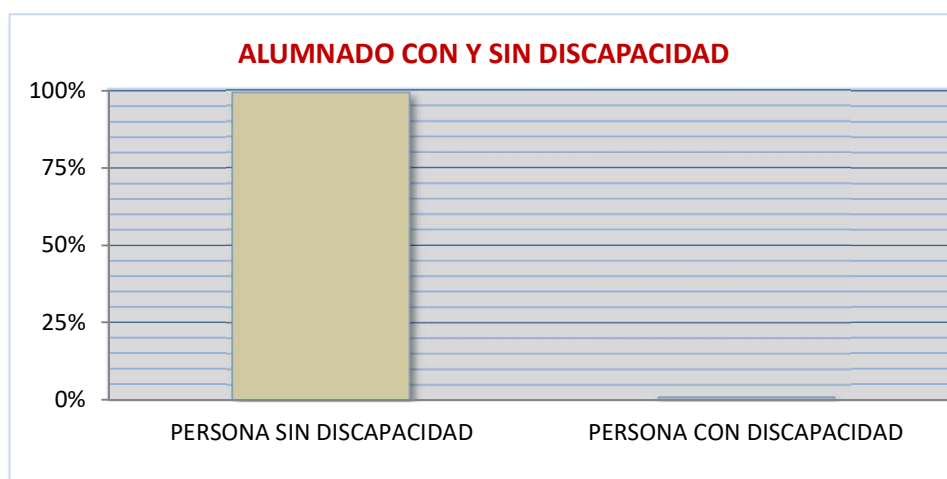 ALUMNADO CON Y SIN DISCAPACIDAD
100%
75%
50%
25%
0%
PERSONA SIN DISCAPACIDAD
PERSONA CON DISCAPACIDAD